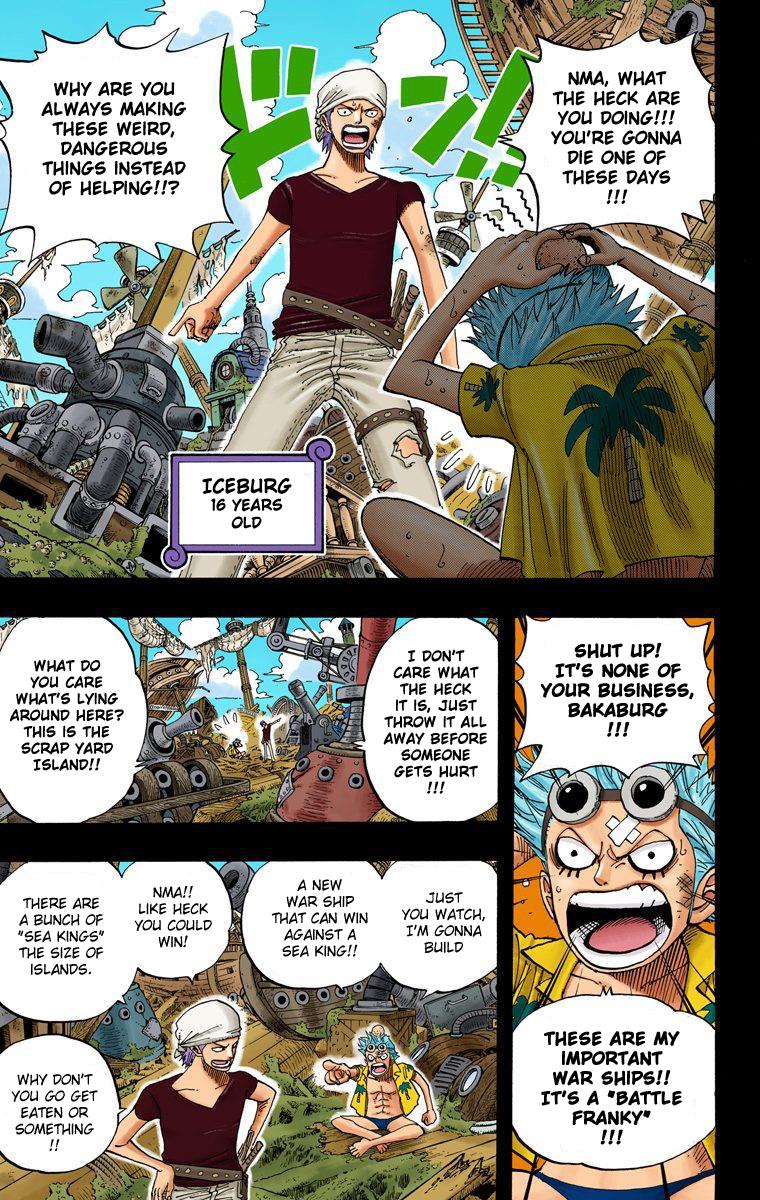 NMA, WHAT
THE HECK ARE
YOU DOING!!!
YOU'RE GONNA
DIE ONE OF
THESE DAYS
!!!
ドン!!
WHY ARE YOU
ALWAYS MAKING
THESE WEIRD,
DANGEROUS
THINGS INSTEAD
OF HELPING!!?
ICEBURG
16 YEARS
OLD
SHUT UP!
IT'S NONE OF
YOUR BUSINESS,
BAKABURG
!!!
THESE ARE MY
IMPORTANT
WAR SHIPS!!
IT'S A "BATTLE
FRANKY"
!!!
I DON'T
CARE WHAT
THE HECK
IT IS, JUST
THROW IT ALL
AWAY BEFORE
SOMEONE
GETS HURT
!!!
WHAT DO
YOU CARE
WHAT'S LYING
AROUND HERE?
THIS IS THE
SCRAP YARD
ISLAND!!
JUST
YOU WATCH,
I'M GONNA
BUILD
A NEW
WAR SHIP
THAT CAN WIN
AGAINST A
SEA KING!!
NMA!!
LIKE HECK
YOU COULD
WIN!
THERE ARE
A BUNCH OF
"SEA KINGS"
THE SIZE OF
ISLANDS.
WHY DON'T
YOU GO GET
EATEN OR
SOMETHING
!!